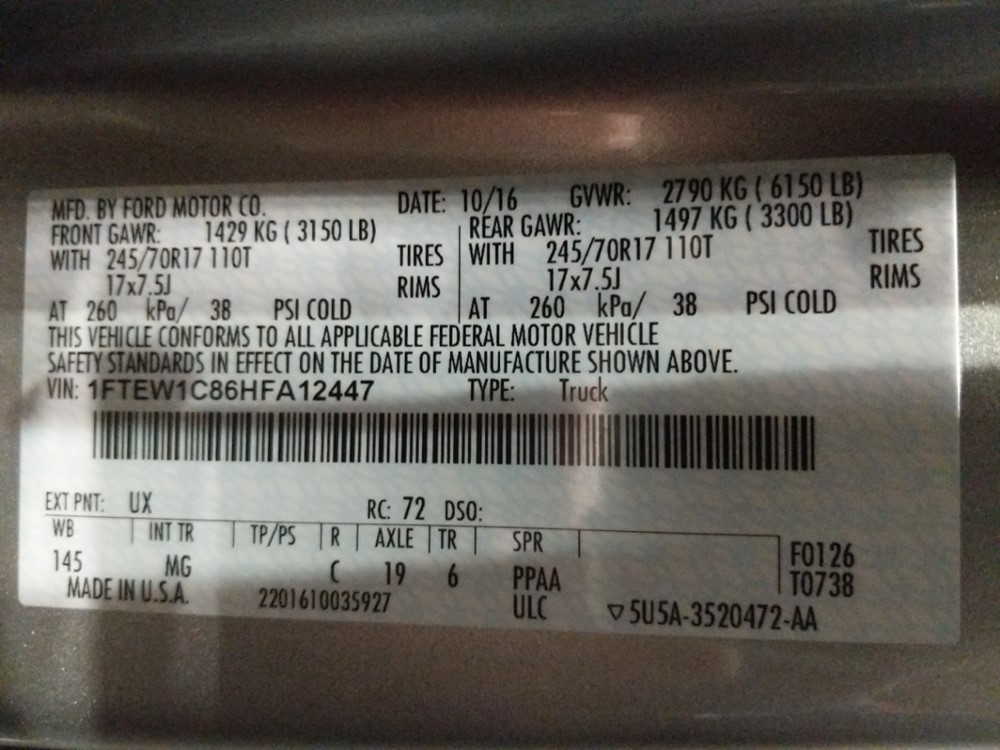 MFD. BY FORD MOTOR CO. DATE: 10/16 GVWR: 2790 KG ( 6150 LB)
FRONT GAWR: 1429 KG ( 3150 LB) REAR GAWR: 1497 KG ( 3300 LB)
WITH 245/70R17 110T TIRES WITH 245/70R17 110T TIRES
17x7.5J RIMS 17x7.5J RIMS
AT 260 kPa/ 38 PSI COLD AT 260 kPa/ 38 PSI COLD
THIS VEHICLE CONFORMS TO ALL APPLICABLE FEDERAL MOTOR VEHICLE
SAFETY STANDARDS IN EFFECT ON THE DATE OF MANUFACTURE SHOWN ABOVE.
VIN: 1FTEW1C86HFA12447 TYPE: Truck
EXT PNT: UX RC: 72 DSO:
WB INT TR TP/PS R AXLE TR SPR F0126
145 MG C 19 6 PPAA T0738
MADE IN U.S.A. 2201610035927 ULC ▽5U5A-3520472-AA